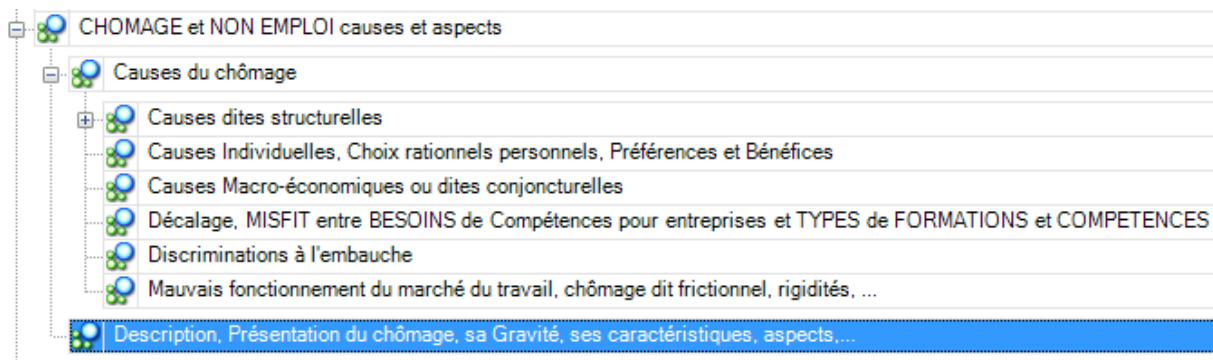 CHOMAGE et NON EMPLOI causes et aspects
Causes du chômage
Causes dites structurelles
Causes Individuelles, Choix rationnels personnels, Préférences et Bénéfices
Causes Macro-économiques ou dites conjoncturelles
Décalage, MISFIT entre BESOINS de Compétences pour entreprises et TYPES de FORMATIONS et COMPETENCES
Discriminations à l'embauche
Mauvais fonctionnement du marché du travail, chômage dit frictionnel, rigidités, ...
Description, Présentation du chômage, sa Gravité, ses caractéristiques, aspects,...